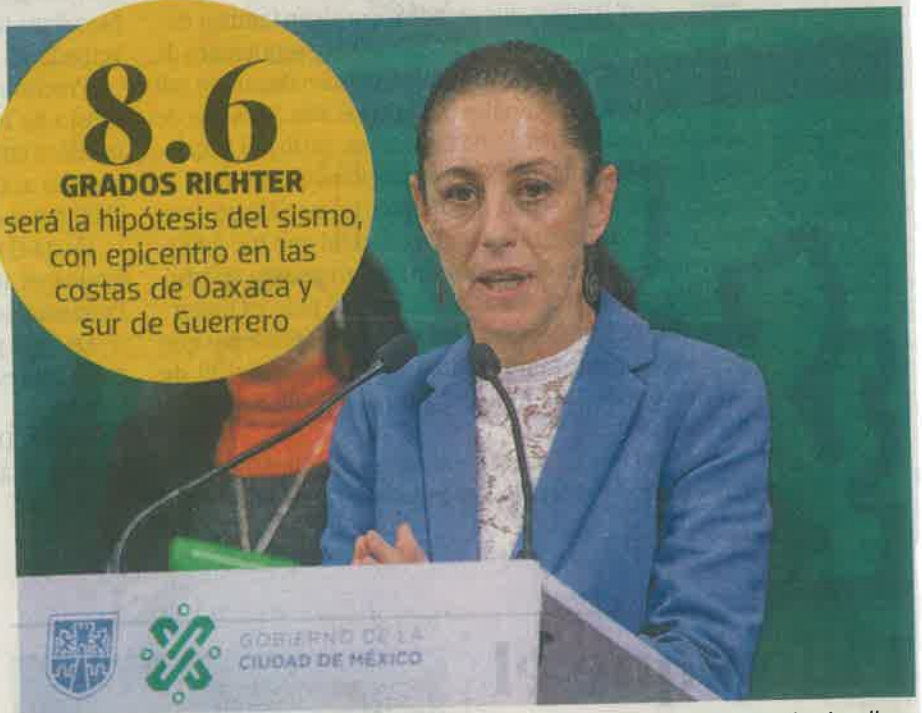 8.6
GRADOS RICHTER
será la hipótesis del sismo,
con epicentro en las
costas de Oaxaca y
sur de Guerrero
GOBIERNO DE LA
CIUDAD DE MÉXICO